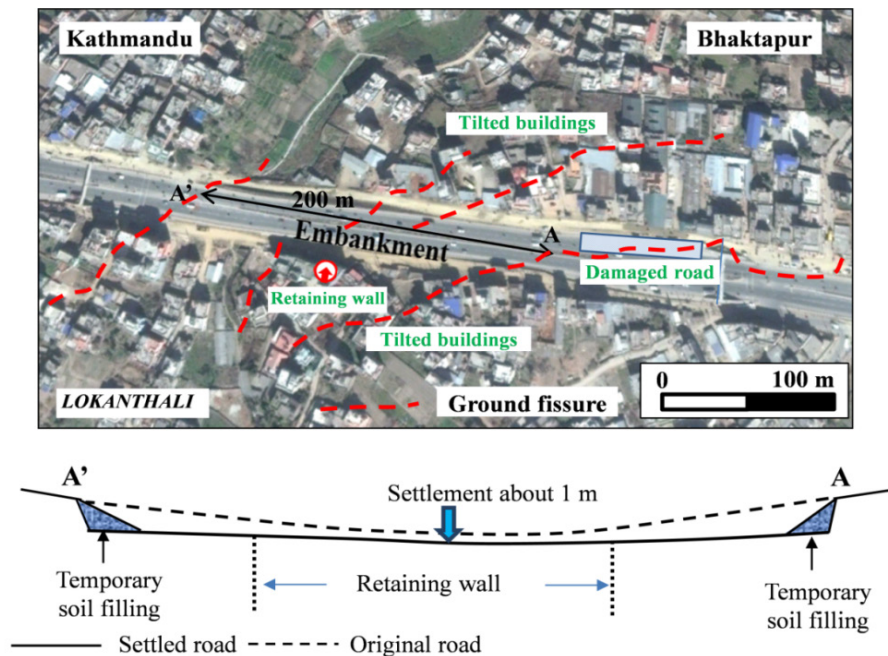 Kathmandu
Bhaktapur
Tilted buildings
A’
200 m
Embankment
A
Damaged road
Retaining wall
Tilted buildings
0 100 m
LOKANTHALI
Ground fissure
A’
A
Settlement about 1 m
Temporary
soil filling
Retaining wall
Temporary
soil filling
Settled road
Original road